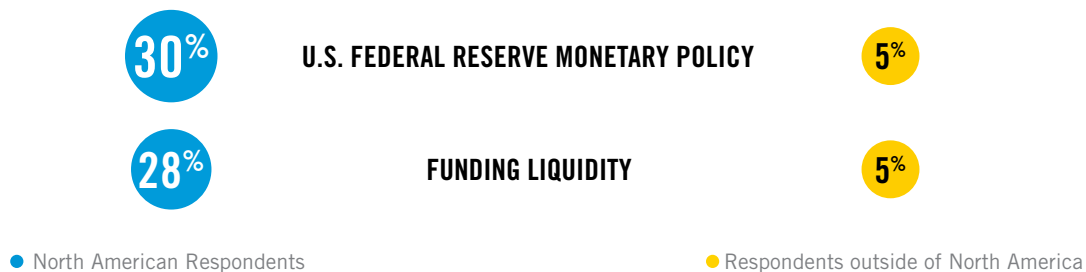 30% U.S. FEDERAL RESERVE MONETARY POLICY 5%
28% FUNDING LIQUIDITY 5%
North American Respondents Respondents outside of North America